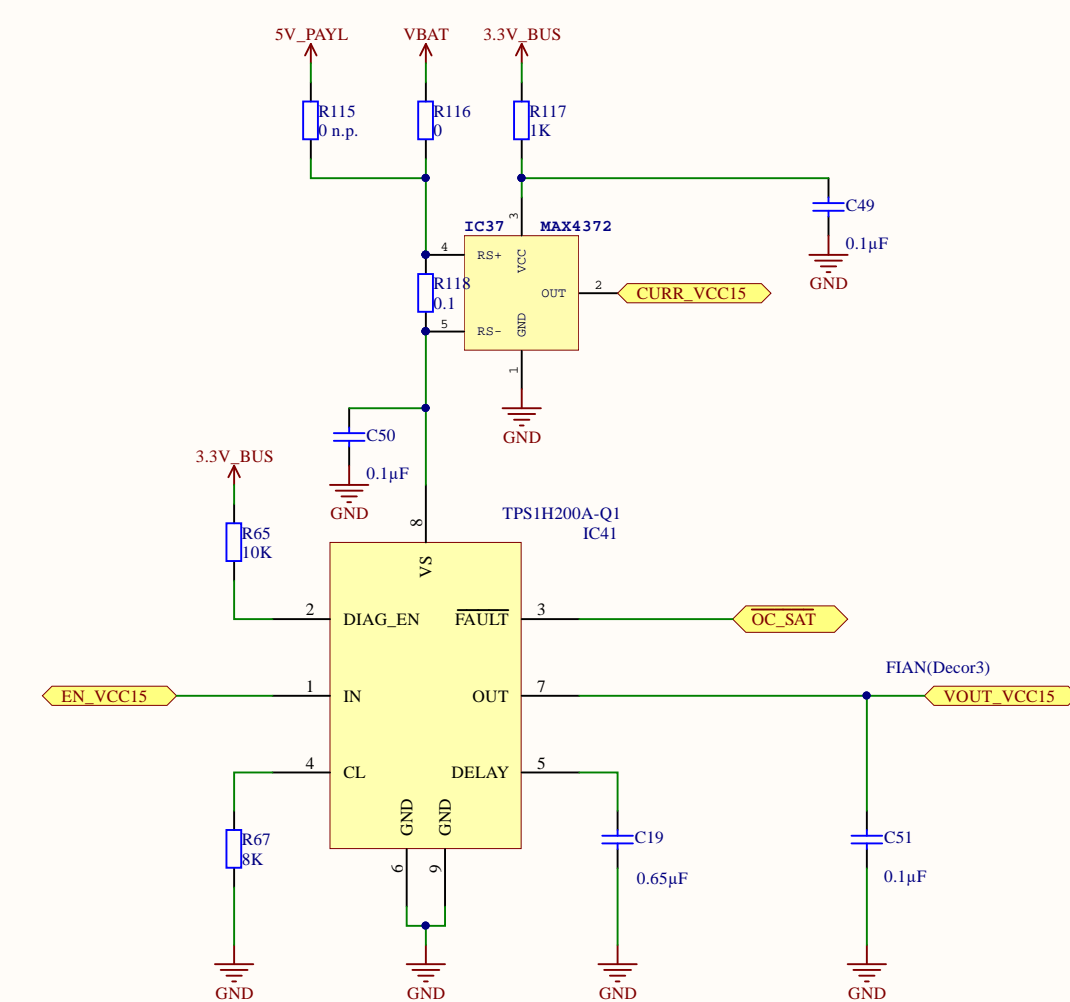 5V_PAYL
VBAT
3.3V_BUS
R115
0 n.p.
R116
0
R117
1K
C49
0.1µF
GND
IC37
MAX4372
3
4
RS+
VCC
R118
0.1
OUT
2
CURR_VCC15
5
RS-
GND
1
GND
C50
0.1µF
GND
3.3V_BUS
R65
10K
TPS1H200A-Q1
IC41
8
VS
2
DIAG_EN
FAULT
3
OC_SAT
FIAN(Decor3)
EN_VCC15
1
IN
OUT
7
VOUT_VCC15
4
CL
DELAY
5
GND
GND
R67
8K
6
9
C19
0.65µF
C51
0.1µF
GND
GND
GND
GND